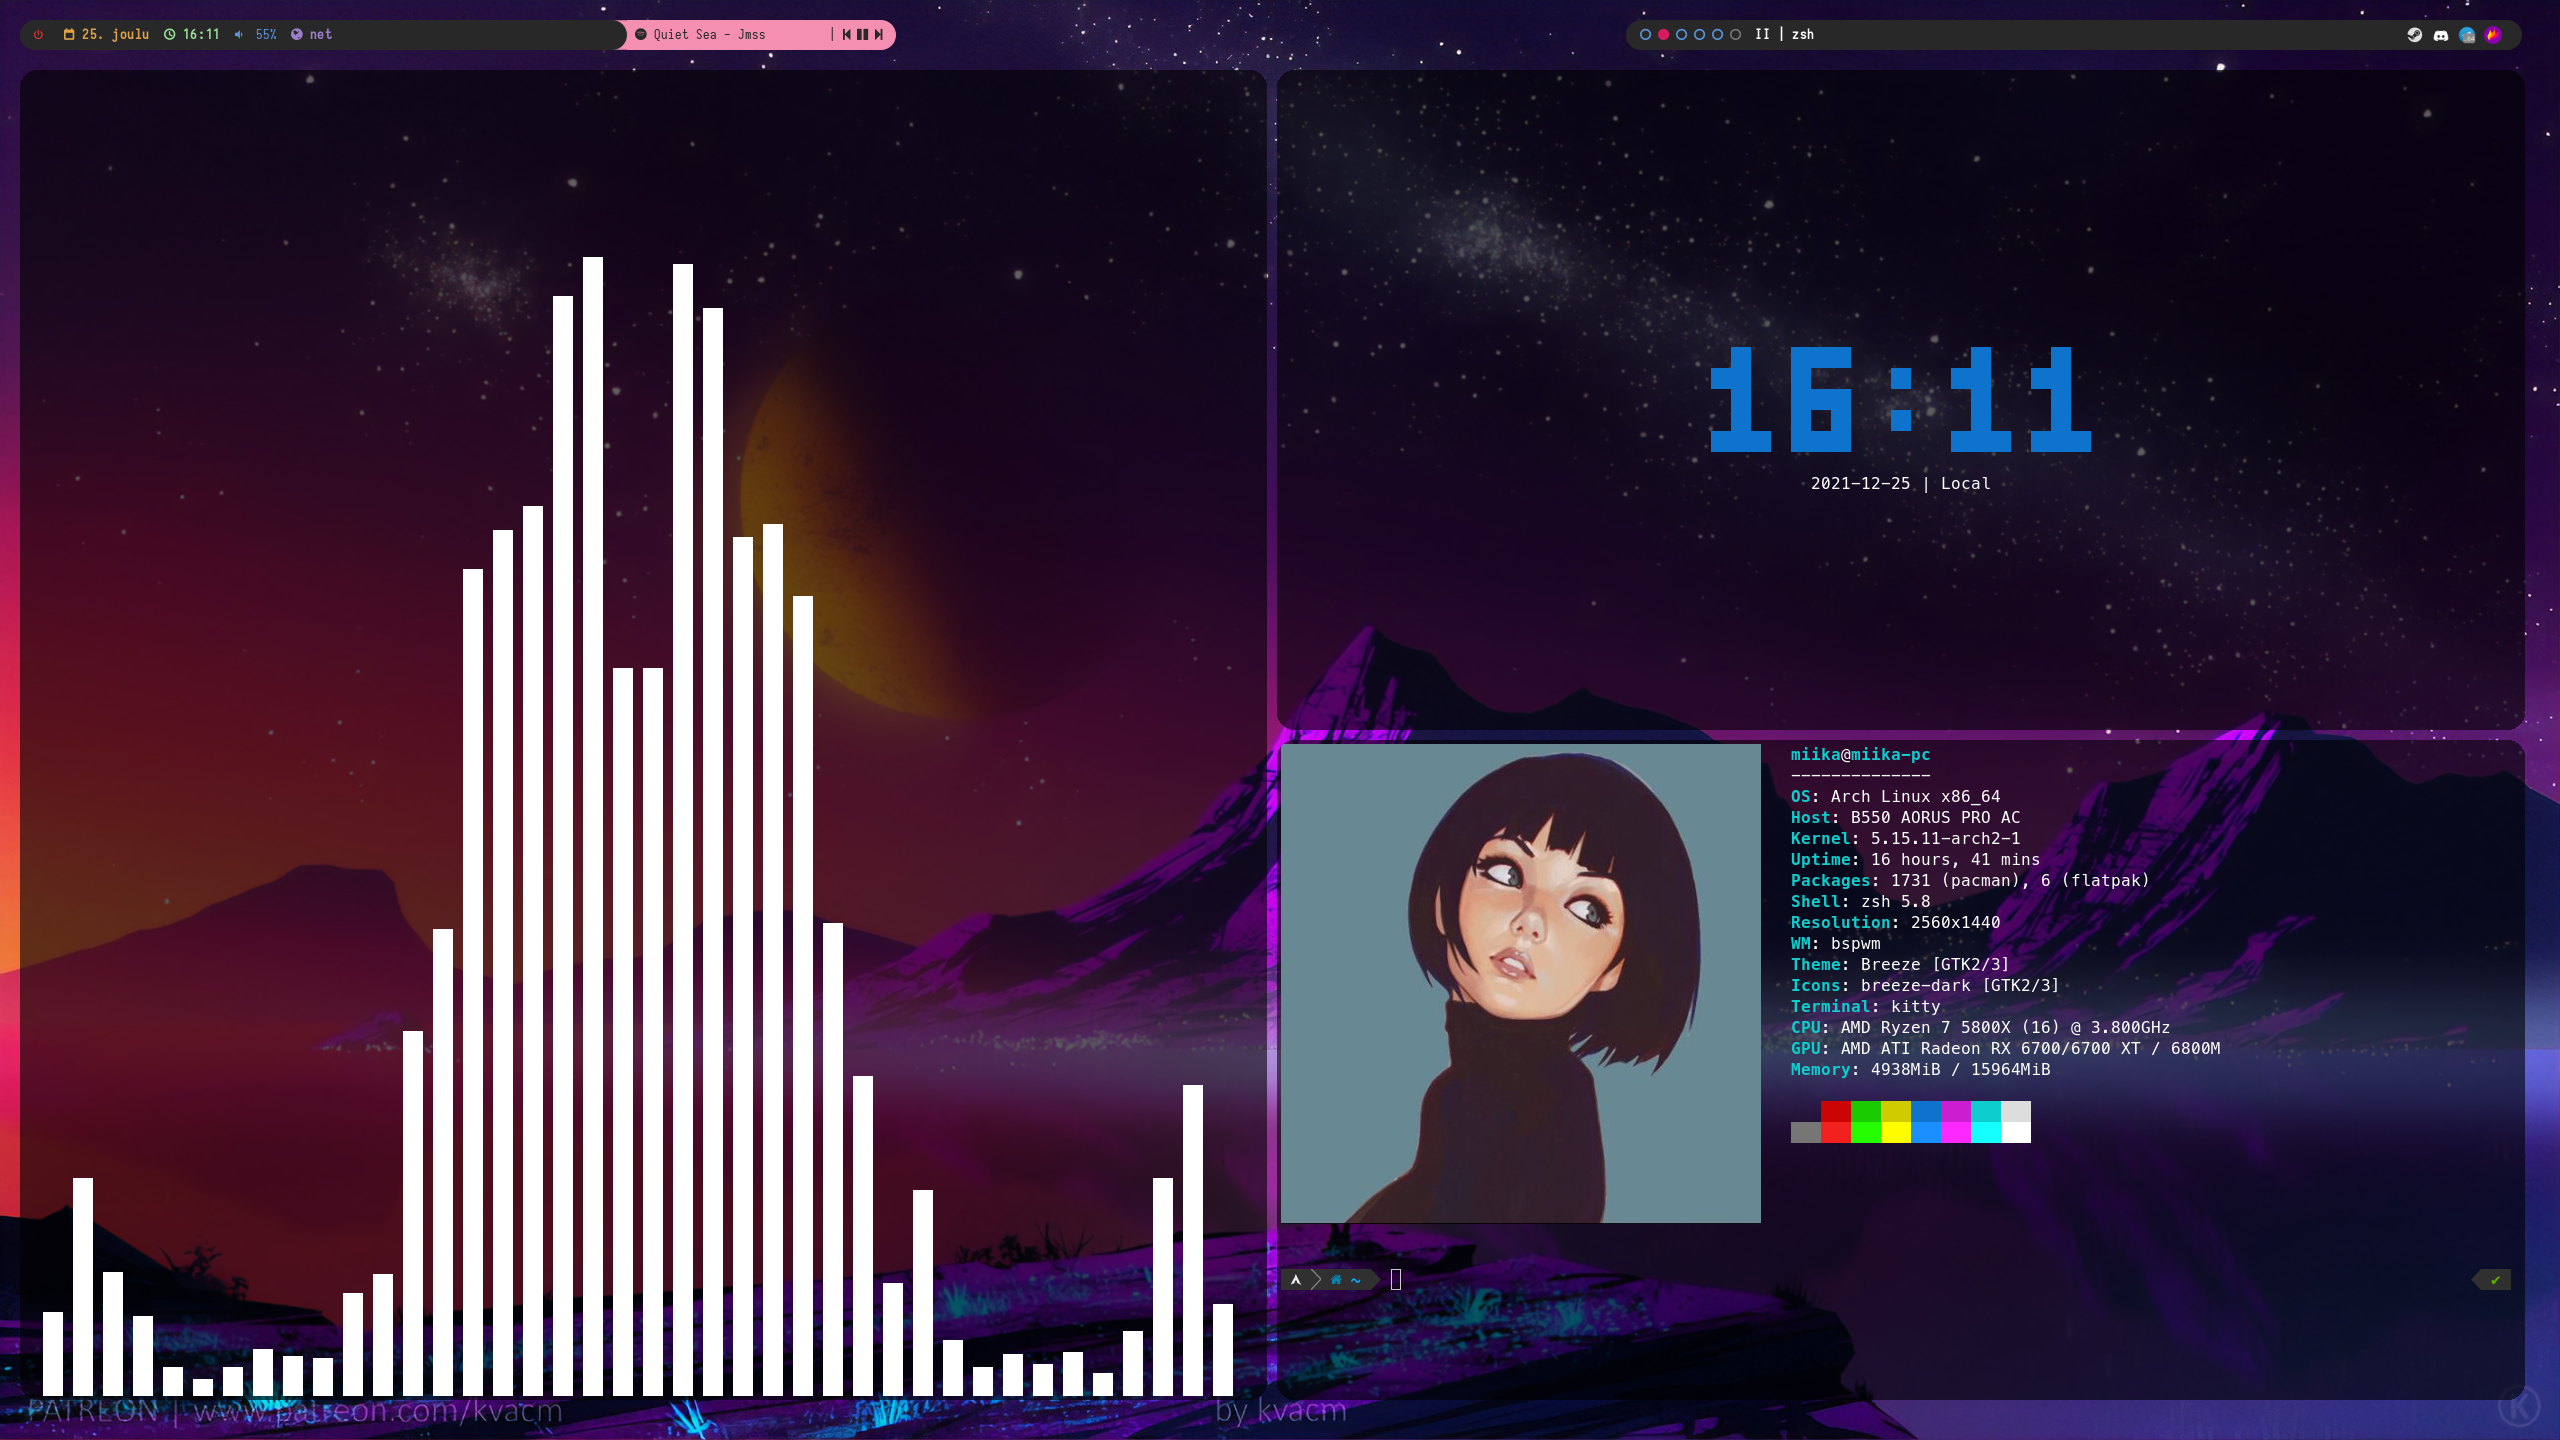 25. joulu 16:11 55% net
Quiet Sea - Jmss
II | zsh
16:11
2021-12-25 | Local
miika@miika-pc
--------------
OS: Arch Linux x86_64
Host: B550 AORUS PRO AC
Kernel: 5.15.11-arch2-1
Uptime: 16 hours, 41 mins
Packages: 1731 (pacman), 6 (flatpak)
Shell: zsh 5.8
Resolution: 2560x1440
WM: bspwm
Theme: Breeze [GTK2/3]
Icons: breeze-dark [GTK2/3]
Terminal: kitty
CPU: AMD Ryzen 7 5800X (16) @ 3.800GHz
GPU: AMD ATI Radeon RX 6700/6700 XT / 6800M
Memory: 4938MiB / 15964MiB
~
PATREON | www.patreon.com/kvacm
by kvacm
K